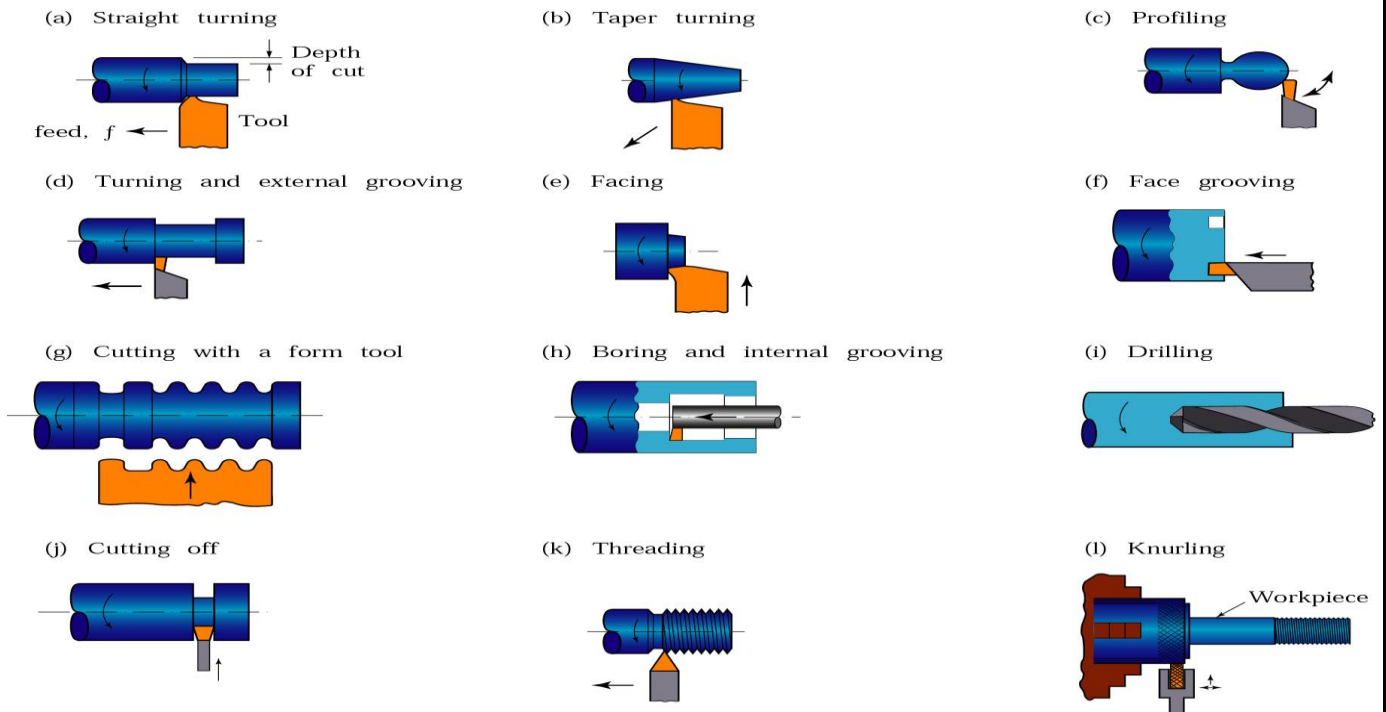 (a) Straight turning
Depth
of cut
Tool
feed, f
(b) Taper turning
(c) Profiling
(d) Turning and external grooving
(e) Facing
(f) Face grooving
(g) Cutting with a form tool
(h) Boring and internal grooving
(i) Drilling
(j) Cutting off
(k) Threading
(l) Knurling
Workpiece